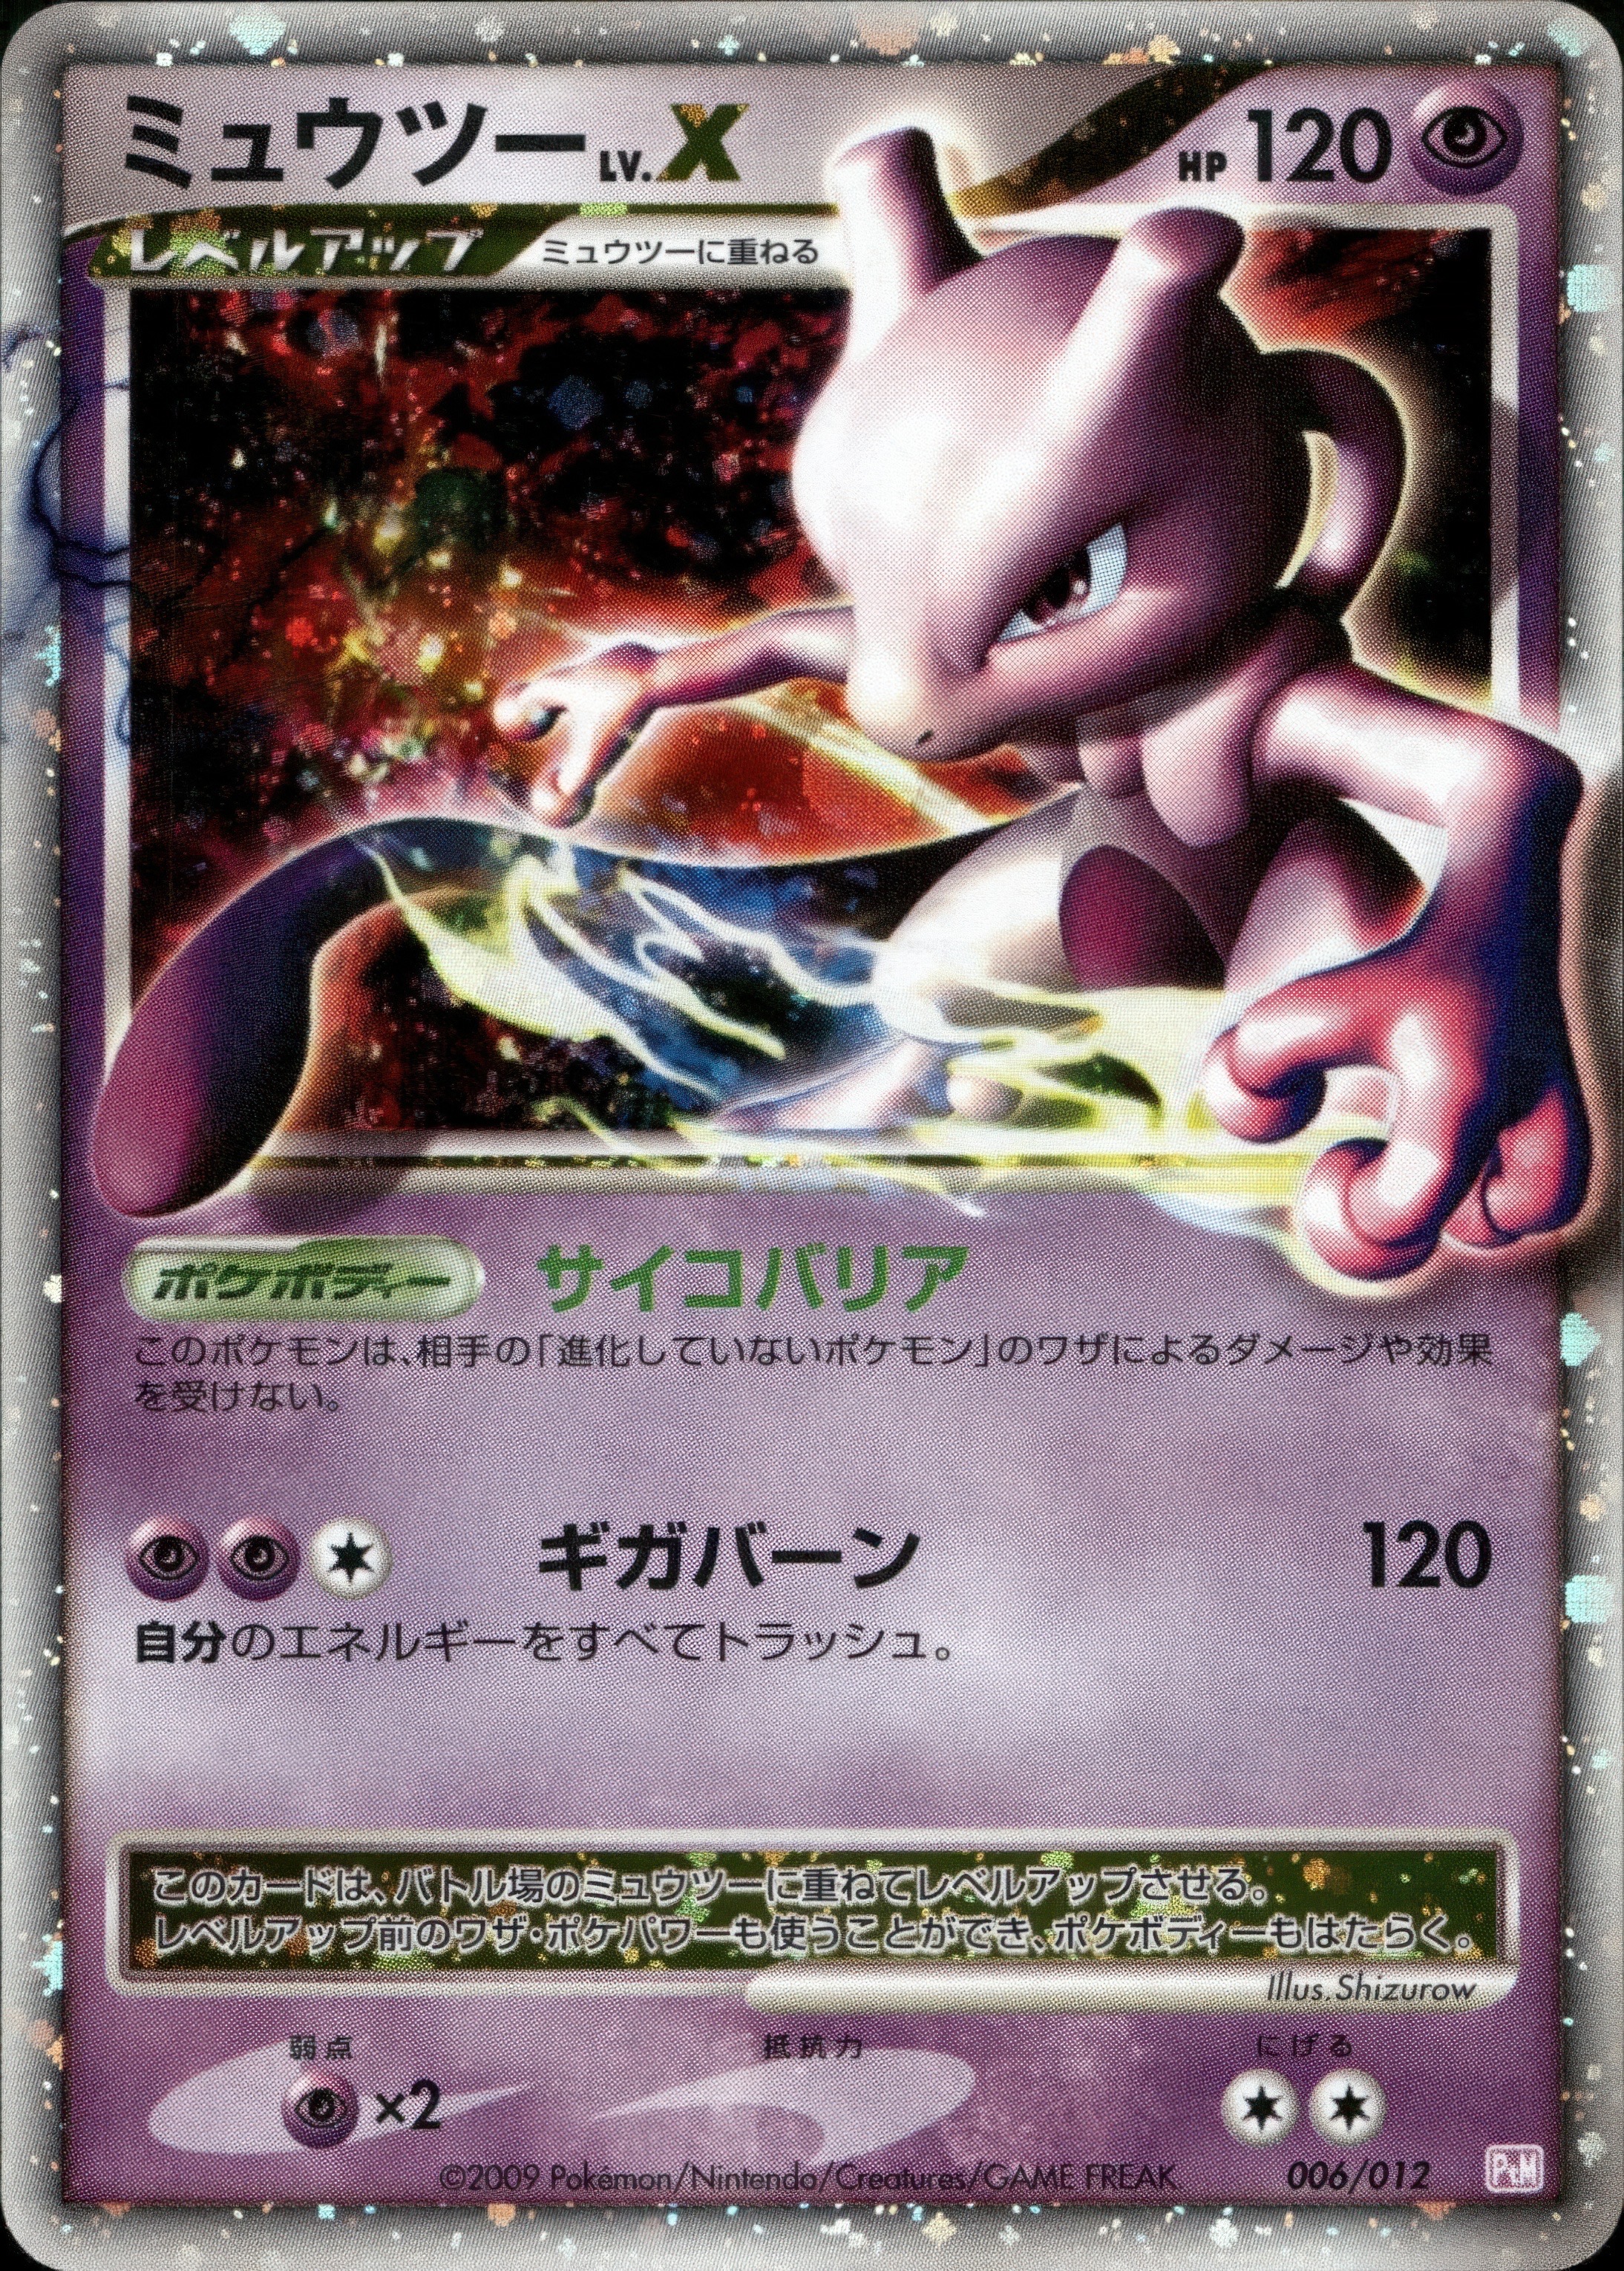 ミュウツー LV.X HP 120
レベルアップ ミュウツーに重ねる
ポケボディー サイコバリア
このポケモンは、相手の「進化していないポケモン」のワザによるダメージや効果
を受けない。
ギガバーン 120
自分のエネルギーをすべてトラッシュ。
このカードは、バトル場のミュウツーに重ねてレベルアップさせる。
レベルアップ前のワザ・ポケパワーも使うことができ、ポケボディーもはたらく。
Illus. Shizurow
弱点 抵抗力 にげる
×2
©2009 Pokémon/Nintendo/Creatures/GAME FREAK 006/012